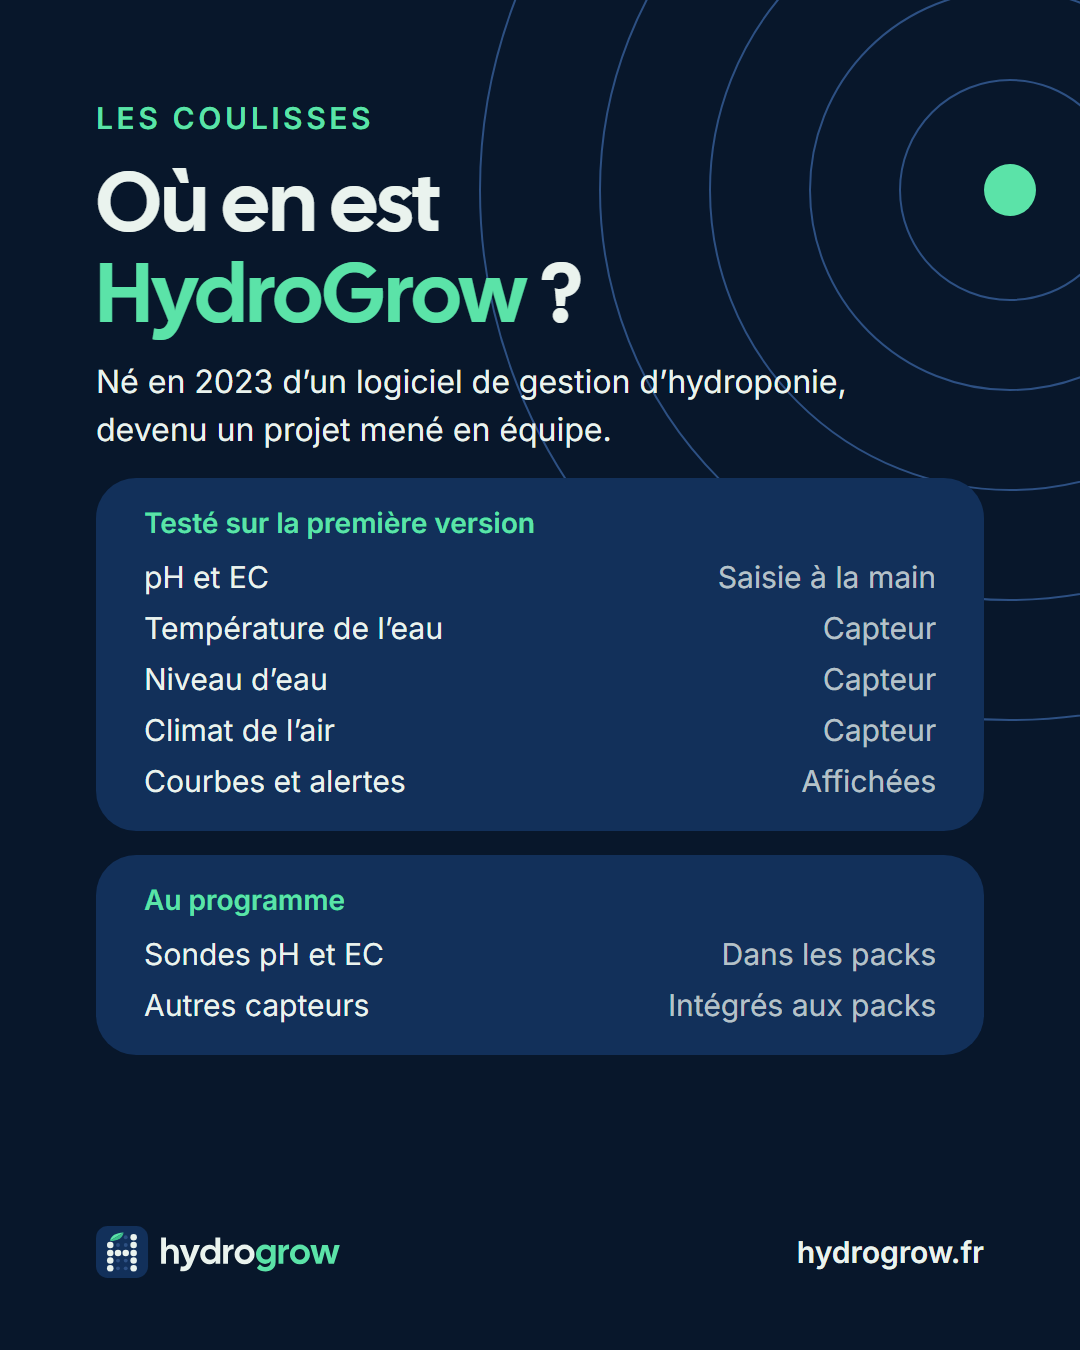 LES COULISSES
Où en est
HydroGrow ?
Né en 2023 d’un logiciel de gestion d’hydroponie,
devenu un projet mené en équipe.
Testé sur la première version
pH et EC Saisie à la main
Température de l’eau Capteur
Niveau d’eau Capteur
Climat de l’air Capteur
Courbes et alertes Affichées
Au programme
Sondes pH et EC Dans les packs
Autres capteurs Intégrés aux packs
hydrogrow hydrogrow.fr